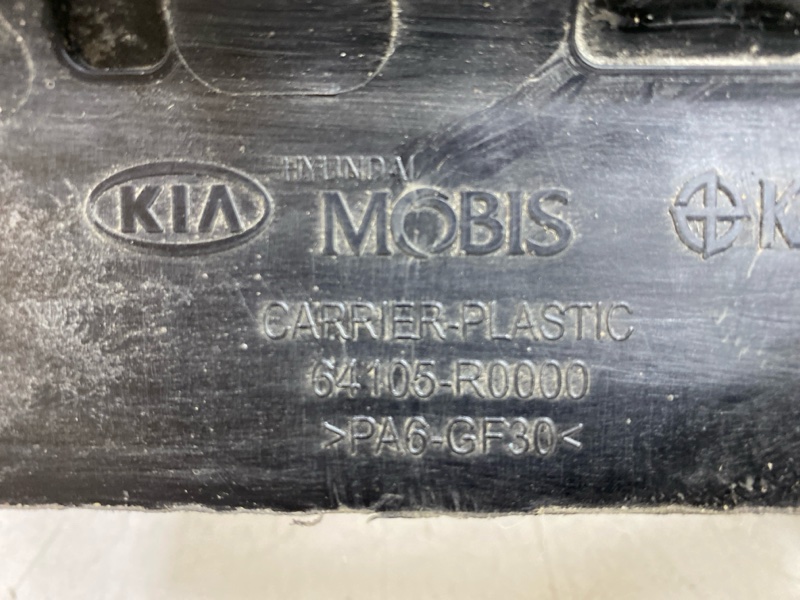 HYUNDAI
KIA MOBIS
CARRIER-PLASTIC
64105-R0000
>PA6-GF30<